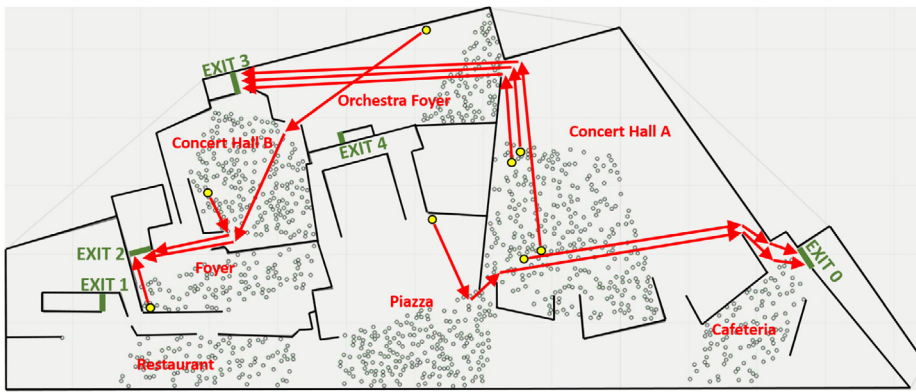 EXIT 3
Orchestra Foyer
Concert Hall A
Concert Hall B
EXIT 4
EXIT 2
Foyer
EXIT 0
EXIT 1
Piazza
Cafeteria
Restaurant